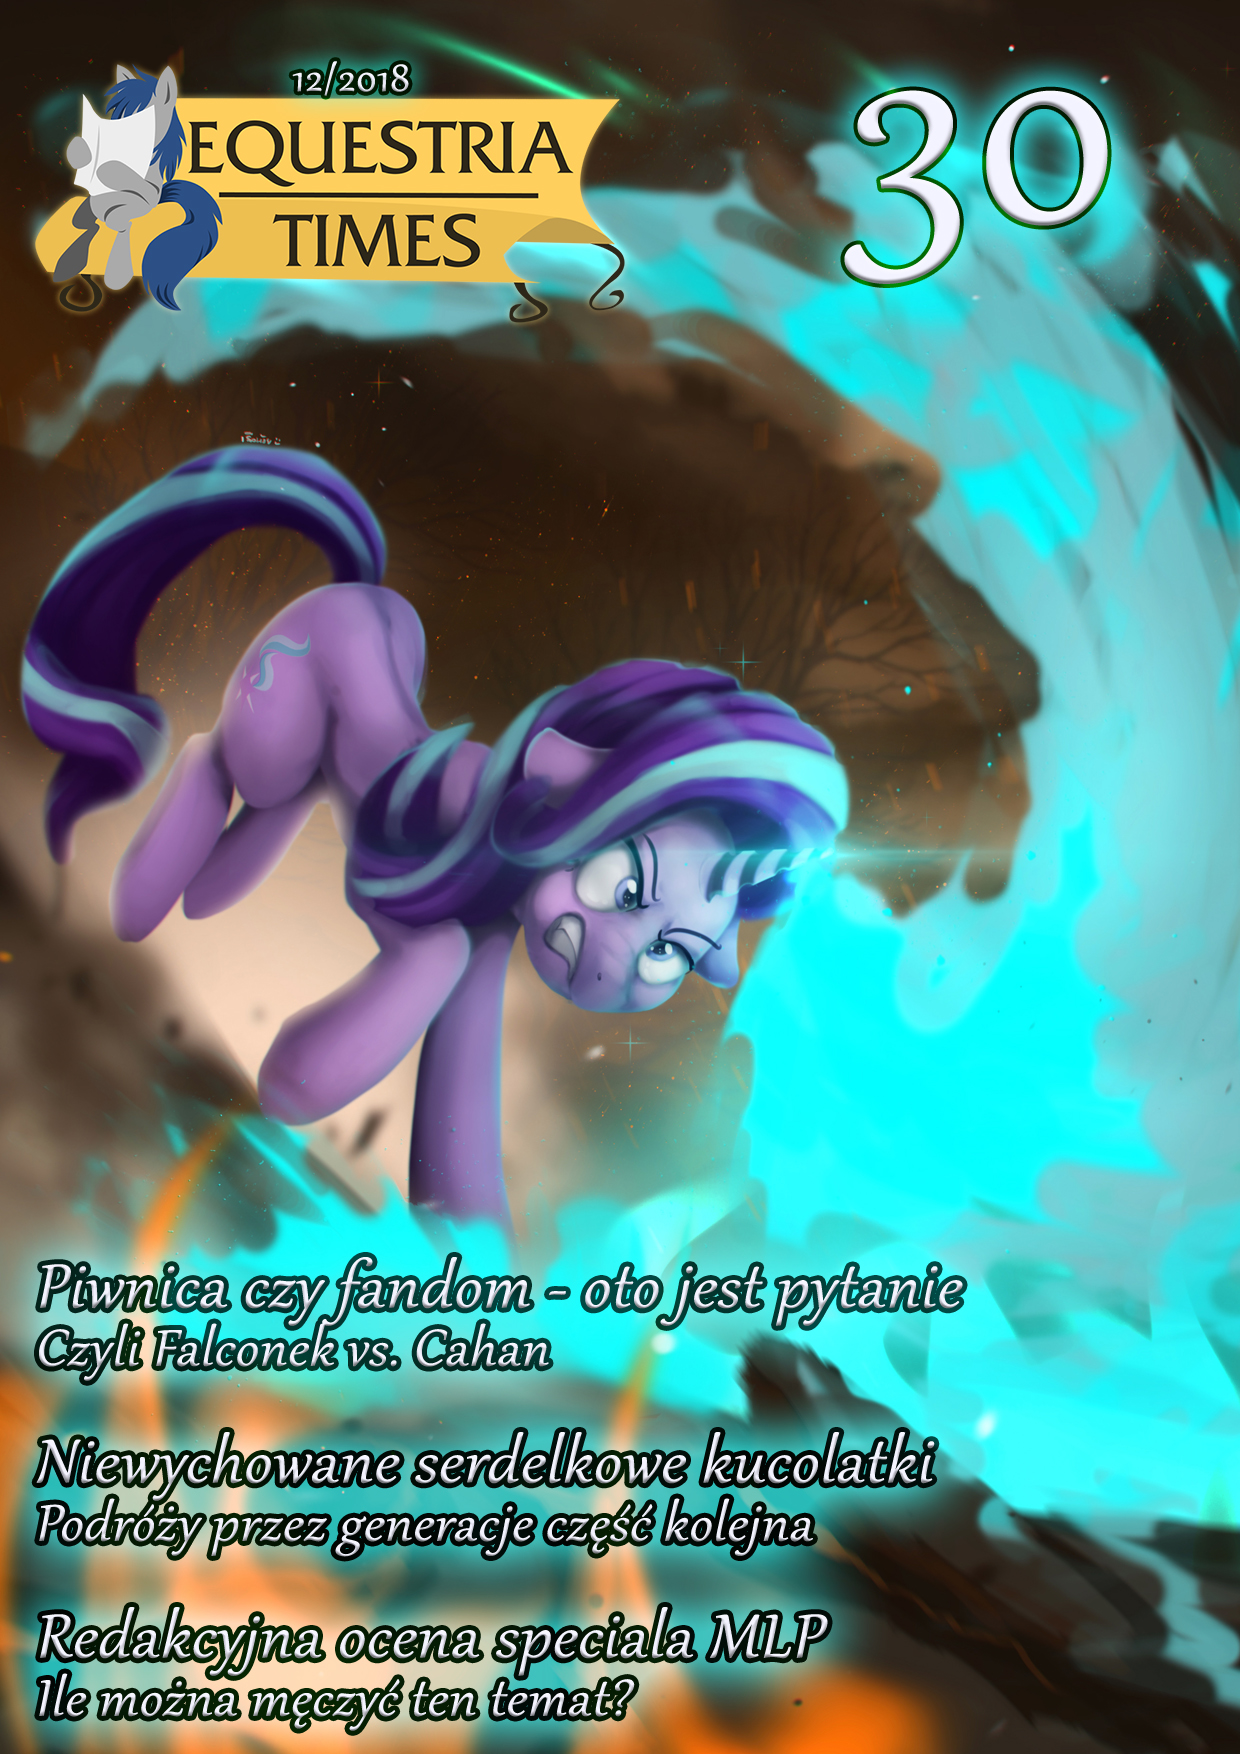 12/2018
EQUESTRIA
TIMES
30
Piwnica czy fandom - oto jest pytanie
Czyli Falconek vs. Cahan
Niewychowane serdelkowe kucolatki
Podróży przez generacje część kolejna
Redakcyjna ocena speciala MLP
Ile można męczyć ten temat?